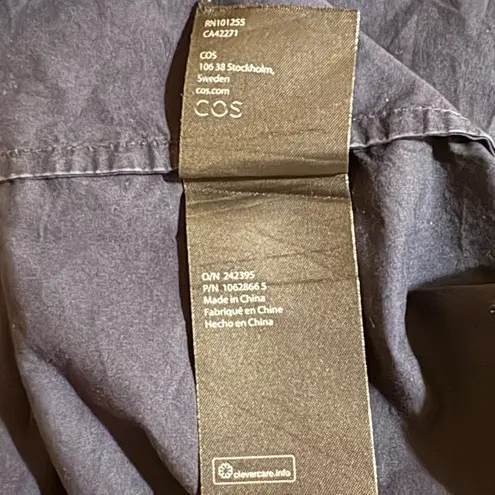 RN101255
CA42271
COS
106 38 Stockholm,
Sweden
cos.com
COS
O/N 242395
P/N 1062866 5
Made in China
Fabriqué en Chine
Hecho en China
clevercare.info